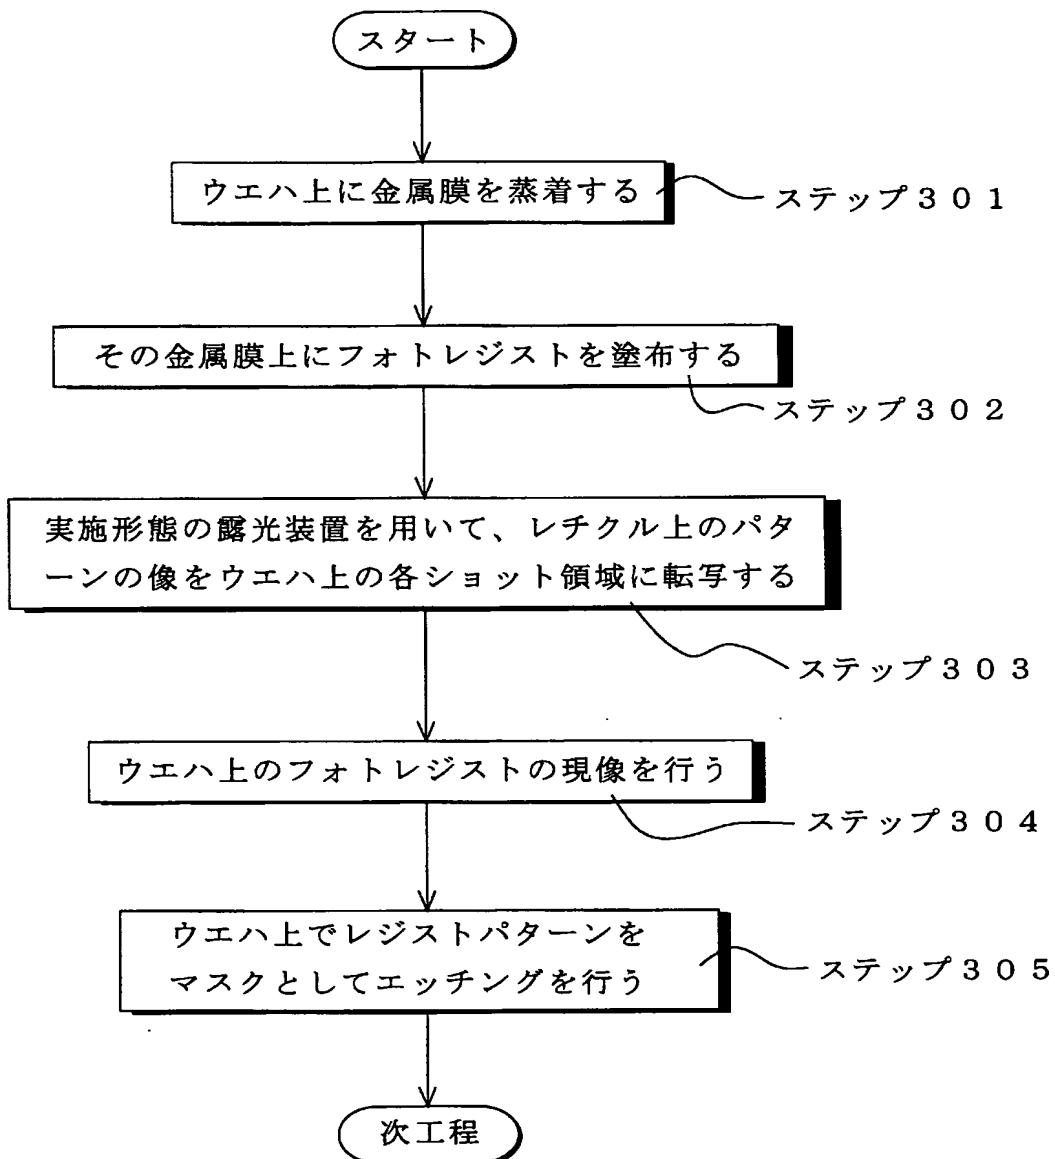 スタート
ウエハ上に金属膜を蒸着する
ステップ301
その金属膜上にフォトレジストを塗布する
ステップ302
実施形態の露光装置を用いて、レチクル上のパタ
ーンの像をウエハ上の各ショット領域に転写する
ステップ303
ウエハ上のフォトレジストの現像を行う
ステップ304
ウエハ上でレジストパターンを
マスクとしてエッチングを行う
ステップ305
次工程